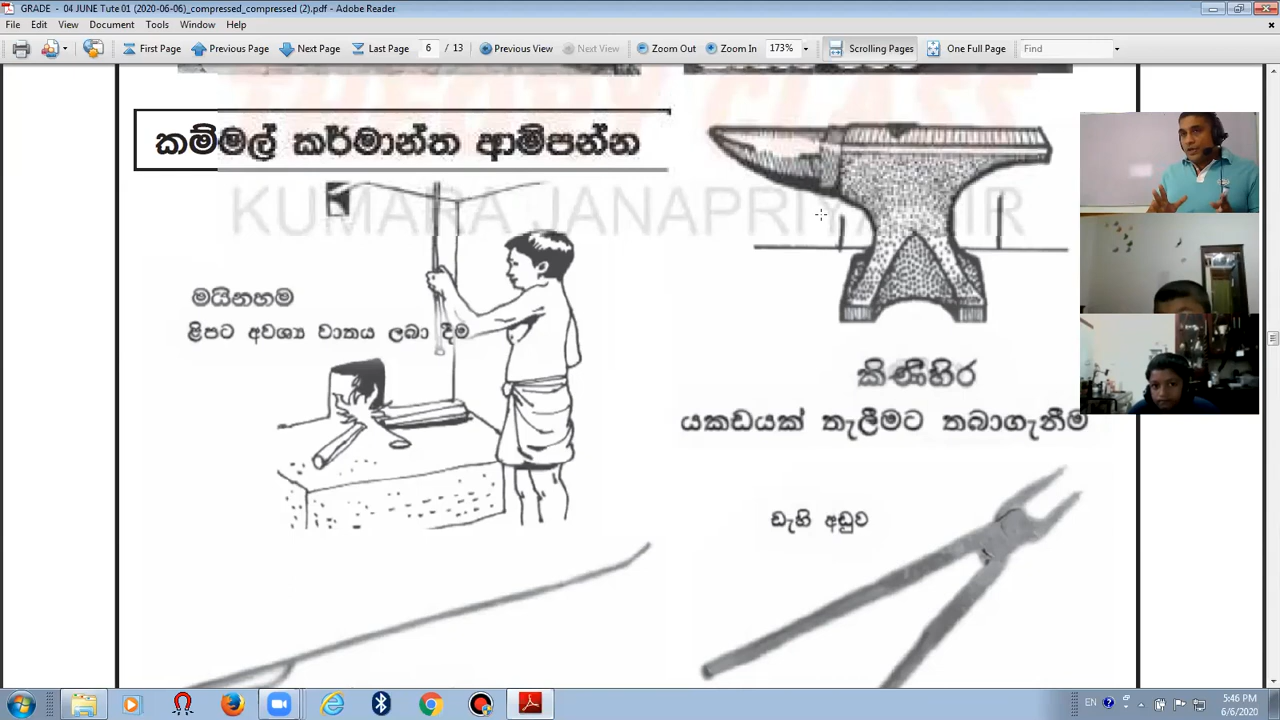 GRADE - 04 JUNE Tute 01 (2020-06-06)_compressed_compressed (2).pdf - Adobe Reader
File Edit View Document Tools Window Help
First Page Previous Page Next Page Last Page 6 / 13 Previous View Next View Zoom Out Zoom In 173% Scrolling Pages One Full Page Find
THEORY CLASS
කම්මල් කර්මාන්ත ආම්පන්න
KUMARA JANAPRIYA SIR
මයිනහම
ළිපට අවශ්‍ය වාතය ලබා දීම
කිණිහිර
යකඩයක් තැලීමට තබාගැනීම
ඩැහි අඬුව
EN
5:46 PM
6/6/2020